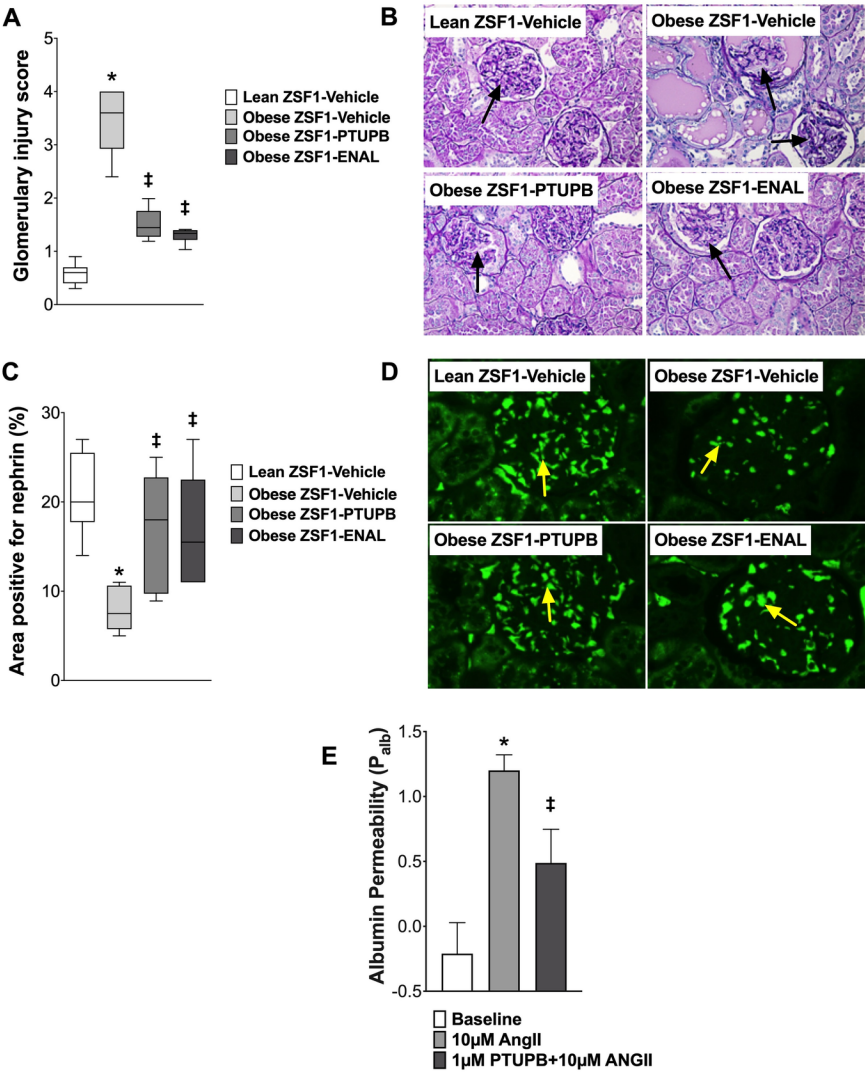 A
Glomerulary injury score
5
4
3
2
1
0
*
‡
‡
Lean ZSF1-Vehicle
Obese ZSF1-Vehicle
Obese ZSF1-PTUPB
Obese ZSF1-ENAL
B
Lean ZSF1-Vehicle
Obese ZSF1-Vehicle
Obese ZSF1-PTUPB
Obese ZSF1-ENAL
C
Area positive for nephrin (%)
30
20
10
0
*
‡
‡
Lean ZSF1-Vehicle
Obese ZSF1-Vehicle
Obese ZSF1-PTUPB
Obese ZSF1-ENAL
D
Lean ZSF1-Vehicle
Obese ZSF1-Vehicle
Obese ZSF1-PTUPB
Obese ZSF1-ENAL
E
Albumin Permeability (Palb)
1.5
1.0
0.5
0.0
-0.5
*
‡
Baseline
10µM AngII
1µM PTUPB+10µM ANGII